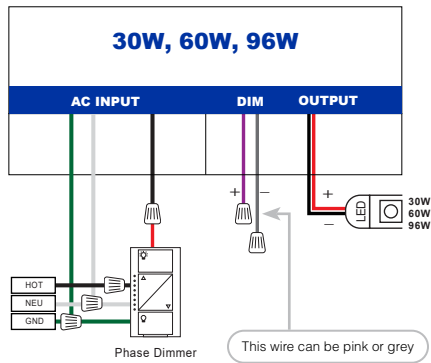 30W, 60W, 96W
AC INPUT DIM OUTPUT
+ − +
−
LED
30W
60W
96W
HOT
NEU
GND
Phase Dimmer
This wire can be pink or grey